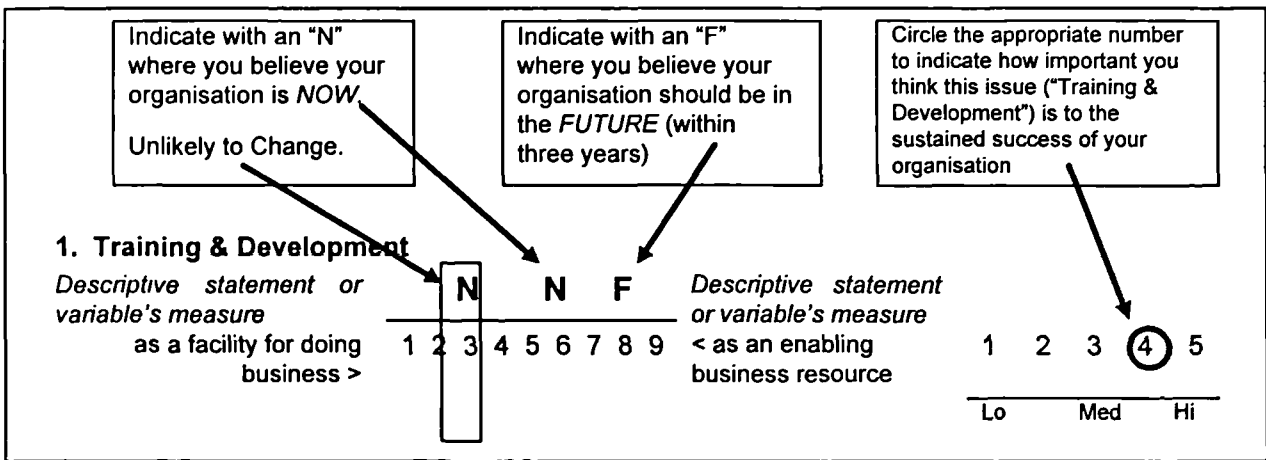 Indicate with an “N”
where you believe your
organisation is NOW.
Unlikely to Change.
Indicate with an “F”
where you believe your
organisation should be in
the FUTURE (within
three years)
Circle the appropriate number
to indicate how important you
think this issue (“Training &
Development”) is to the
sustained success of your
organisation
1. Training & Development
Descriptive statement or
variable's measure
as a facility for doing
business >
N N F
1 2 3 4 5 6 7 8 9
Descriptive statement
or variable's measure
< as an enabling
business resource
1 2 3 4 5
Lo Med Hi